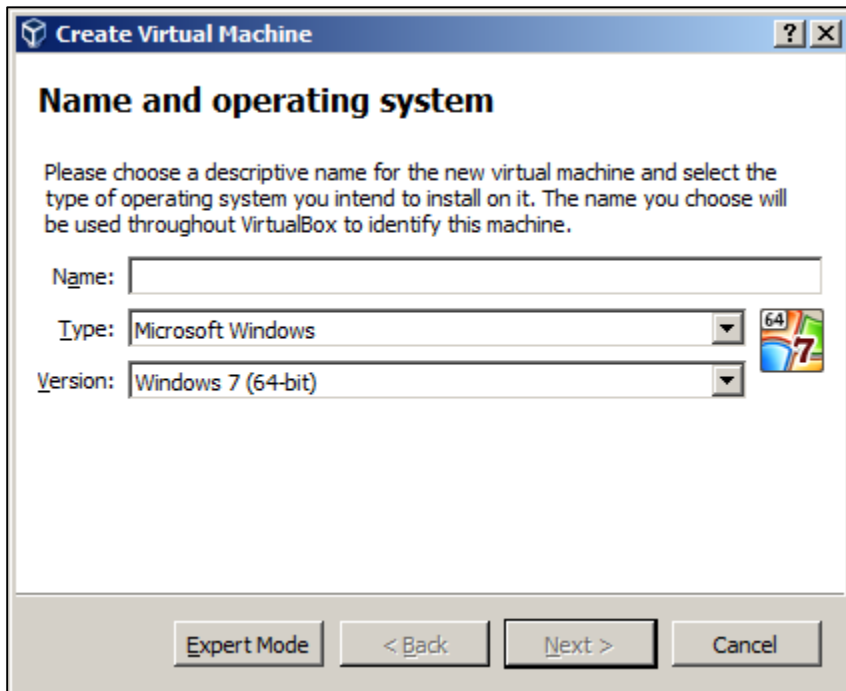 Create Virtual Machine
Name and operating system
Please choose a descriptive name for the new virtual machine and select the
type of operating system you intend to install on it. The name you choose will
be used throughout VirtualBox to identify this machine.
Name:
Type: Microsoft Windows
64
7
Version: Windows 7 (64-bit)
Expert Mode < Back Next > Cancel